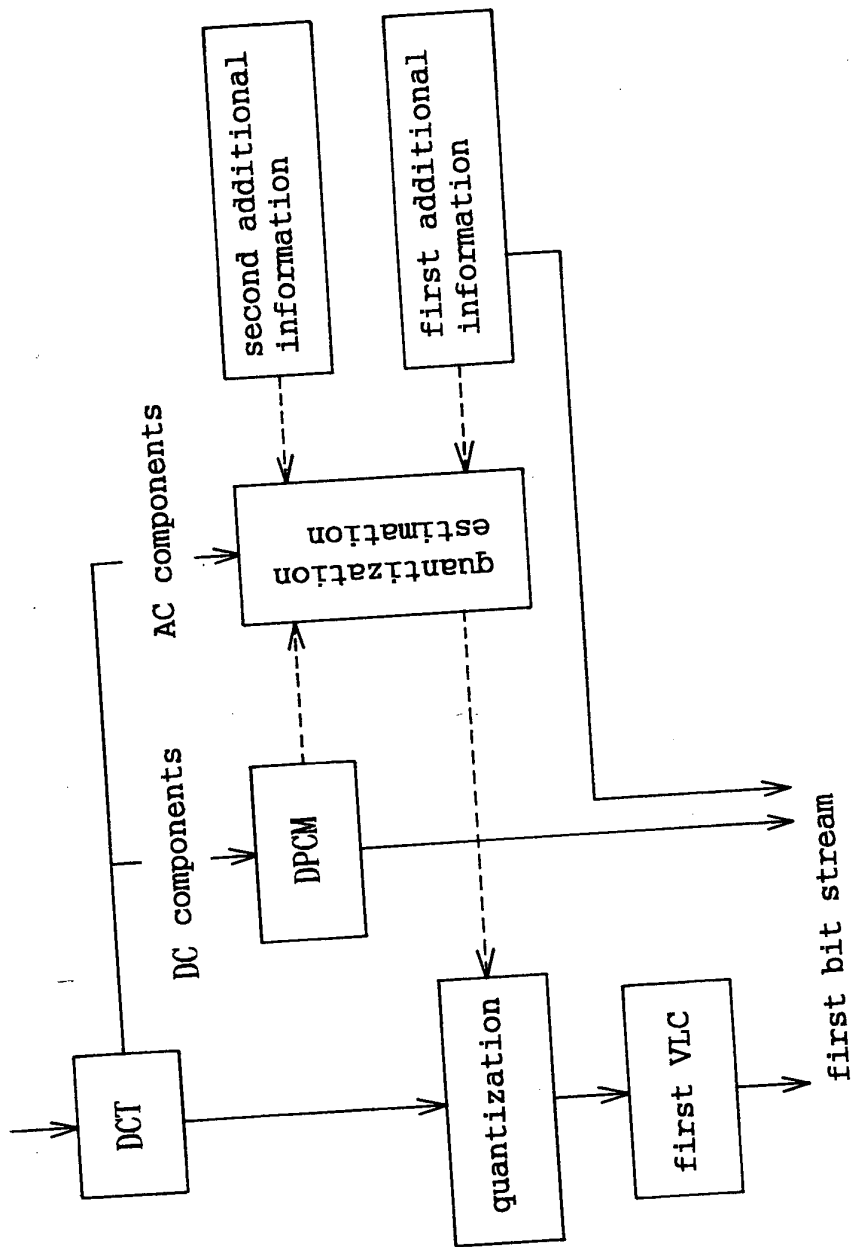 DCT
DC components
AC components
DPCM
quantization
estimation
second additional
information
first additional
information
quantization
first VLC
first bit stream